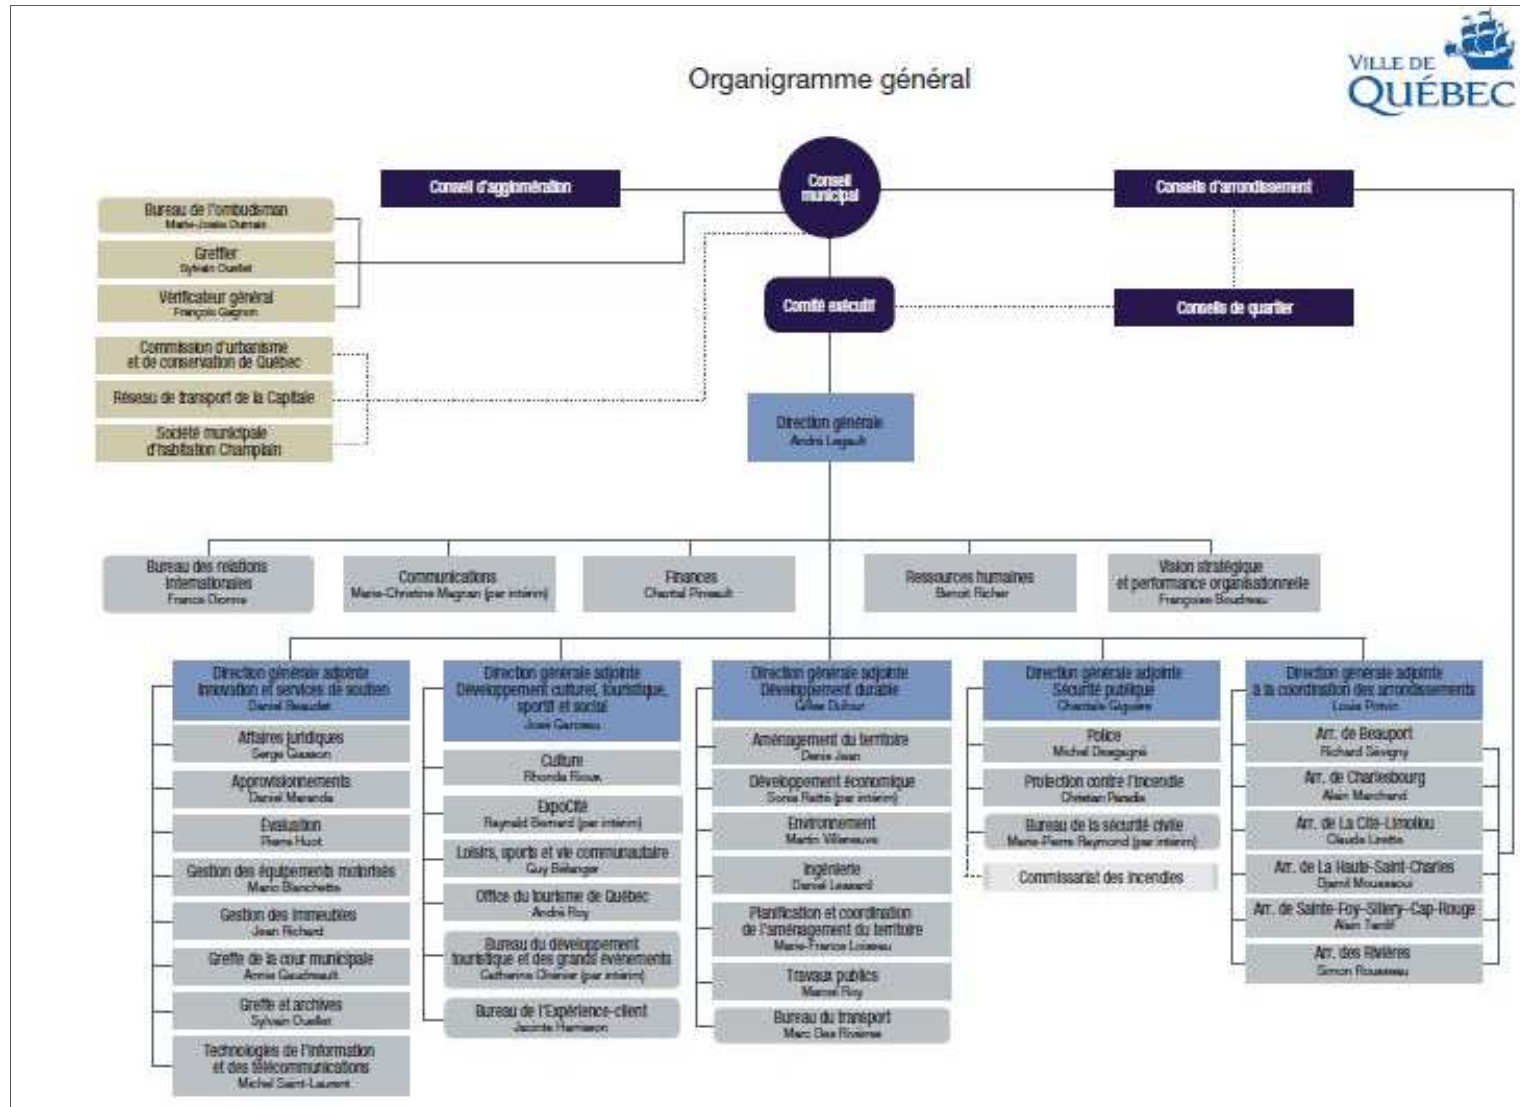 VILLE DE
QUÉBEC
Organigramme général
Conseil d'agglomération
Conseil
municipal
Conseils d'arrondissement
Bureau de l'ombudsman
Marie-Josée Dumais
Greffier
Sylvain Ouellet
Vérificateur général
François Gagnon
Comité exécutif
Conseils de quartier
Commission d'urbanisme
et de conservation de Québec
Réseau de transport de la Capitale
Société municipale
d'habitation Champlain
Direction générale
André Legault
Bureau des relations
internationales
France Dionne
Communications
Marie-Christine Magnan (par intérim)
Finances
Chantal Pineault
Ressources humaines
Benoit Richer
Vision stratégique
et performance organisationnelle
Françoise Boudreau
Direction générale adjointe
Innovation et services de soutien
Daniel Beaudet
Affaires juridiques
Serge Giasson
Approvisionnements
Daniel Maranda
Évaluation
Pierre Huot
Gestion des équipements motorisés
Mario Blanchette
Gestion des immeubles
Jean Richard
Greffe de la cour municipale
Annie Gaudreault
Greffe et archives
Sylvain Ouellet
Technologies de l'information
et des télécommunications
Michel Saint-Laurent
Direction générale adjointe
Développement culturel, touristique,
sportif et social
José Garceau
Culture
Rhonda Rioux
ExpoCité
Raynald Bernard (par intérim)
Loisirs, sports et vie communautaire
Guy Bélanger
Office du tourisme de Québec
André Roy
Bureau du développement
touristique et des grands événements
Catherine Chénier (par intérim)
Bureau de l'Expérience-client
Jacinte Hamieron
Direction générale adjointe
Développement durable
Gilles Dufour
Aménagement du territoire
Denis Jean
Développement économique
Sonia Ratté (par intérim)
Environnement
Martin Villeneuve
Ingénierie
Daniel Lessard
Planification et coordination
de l'aménagement du territoire
Marie-France Loiseau
Travaux publics
Marcel Roy
Bureau du transport
Marc Des Rivières
Direction générale adjointe
Sécurité publique
Chantale Giguère
Police
Michel Desgagné
Protection contre l'incendie
Christian Paradis
Bureau de la sécurité civile
Marie-Pierre Raymond (par intérim)
Commissariat des incendies
Direction générale adjointe
à la coordination des arrondissements
Louis Potvin
Arr. de Beauport
Richard Sévigny
Arr. de Charlesbourg
Alain Marchand
Arr. de La Cité-Limoilou
Claude Lirette
Arr. de La Haute-Saint-Charles
Djamil Moussaoui
Arr. de Sainte-Foy–Sillery–Cap-Rouge
Alain Tardif
Arr. des Rivières
Simon Rousseau